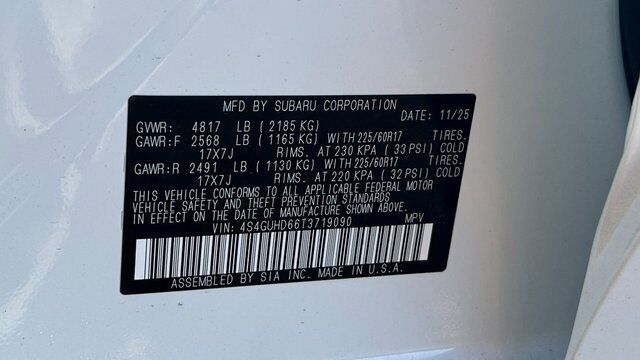 MFD BY SUBARU CORPORATION
DATE: 11/25
GVWR: 4817 LB ( 2185 KG)
GAWR:F 2568 LB ( 1165 KG) WITH 225/60R17 TIRES.
17X7J RIMS. AT 230 KPA ( 33 PSI) COLD
GAWR:R 2491 LB ( 1130 KG) WITH 225/60R17 TIRES.
17X7J RIMS. AT 220 KPA ( 32 PSI) COLD
THIS VEHICLE CONFORMS TO ALL APPLICABLE FEDERAL MOTOR
VEHICLE SAFETY AND THEFT PREVENTION STANDARDS
IN EFFECT ON THE DATE OF MANUFACTURE SHOWN ABOVE.
VIN: 4S4GUHD66T3719090 MPV
ASSEMBLED BY SIA INC. MADE IN U.S.A.